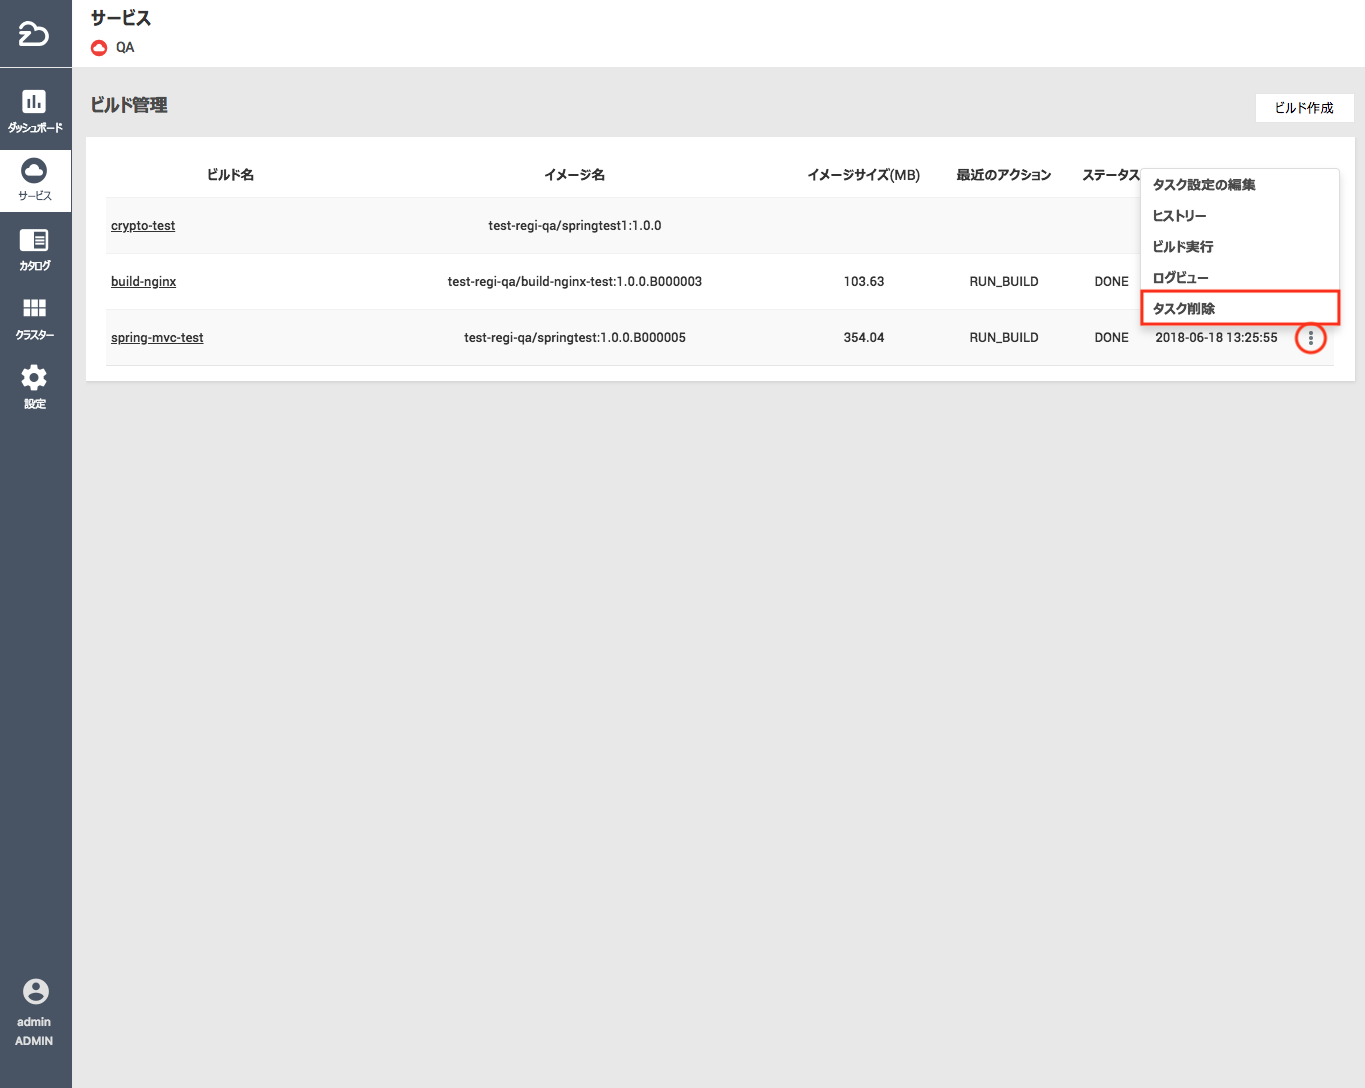 サービス
QA
ダッシュボード
サービス
カタログ
クラスター
設定
admin
ADMIN
ビルド管理
ビルド作成
ビルド名 イメージ名 イメージサイズ(MB) 最近のアクション ステータス
crypto-test test-regi-qa/springtest1:1.0.0
build-nginx test-regi-qa/build-nginx-test:1.0.0.B000003 103.63 RUN_BUILD DONE
spring-mvc-test test-regi-qa/springtest:1.0.0.B000005 354.04 RUN_BUILD DONE 2018-06-18 13:25:55
タスク設定の編集
ヒストリー
ビルド実行
ログビュー
タスク削除